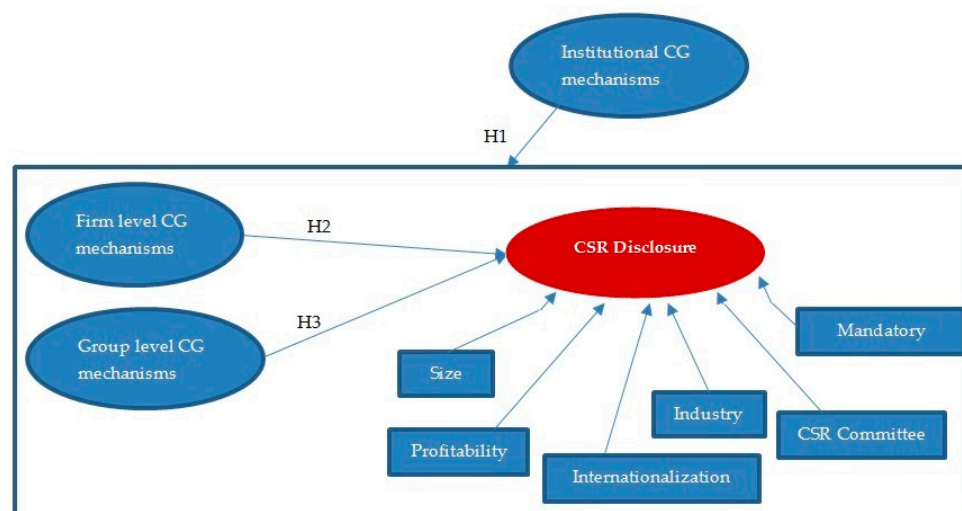 Institutional CG
mechanisms
H1
Firm level CG
mechanisms
H2
CSR Disclosure
H3
Group level CG
mechanisms
Mandatory
Size
Industry
CSR Committee
Profitability
Internationalization